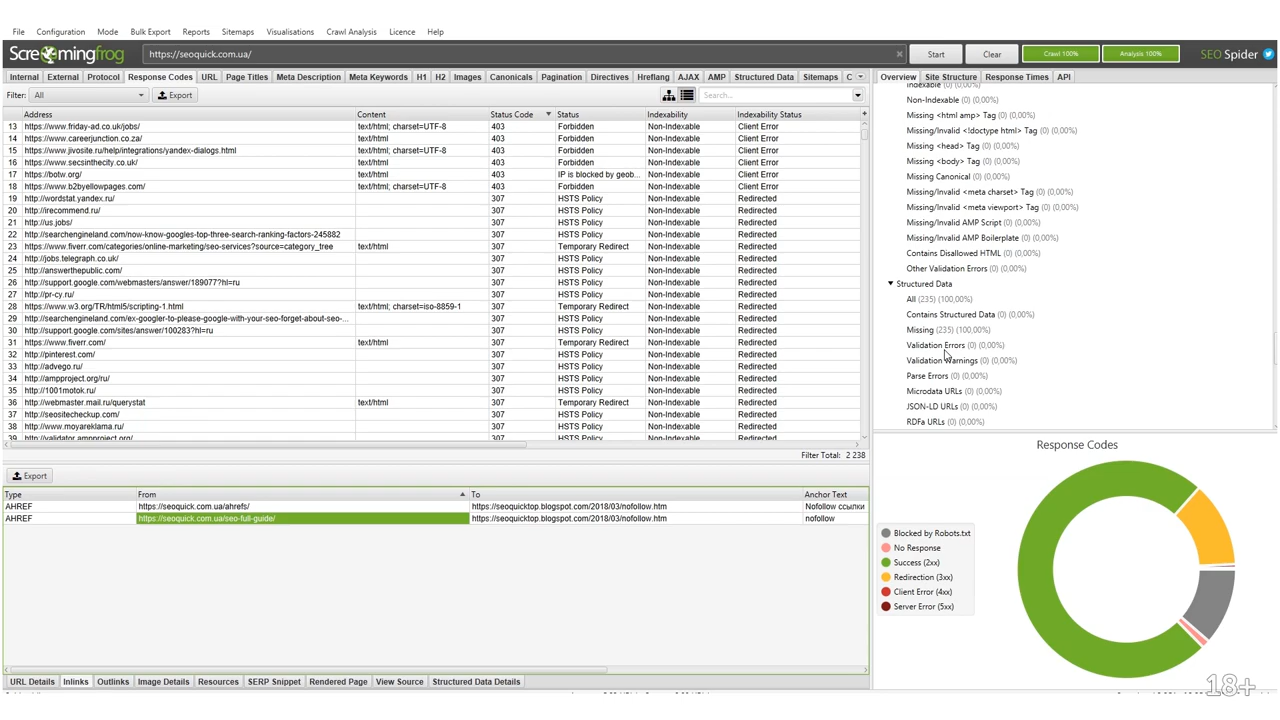 File Configuration Mode Bulk Export Reports Sitemaps Visualisations Crawl Analysis Licence Help
Screamingfrog https://seoquick.com.ua/ Start Clear Crawl 100% Analysis 100% SEO Spider
Internal External Protocol Response Codes URL Page Titles Meta Description Meta Keywords H1 H2 Images Canonicals Pagination Directives Hreflang AJAX AMP Structured Data Sitemaps C
Overview Site Structure Response Times API
Filter: All Export Search...
Address Content Status Code Status Indexability Indexability Status
13 https://www.friday-ad.co.uk/jobs/ text/html; charset=UTF-8 403 Forbidden Non-Indexable Client Error
14 https://www.careerjunction.co.za/ text/html; charset=UTF-8 403 Forbidden Non-Indexable Client Error
15 https://www.jivosite.ru/help/integrations/yandex-dialogs.html text/html; charset=UTF-8 403 Forbidden Non-Indexable Client Error
16 https://www.secsinthecity.co.uk/ text/html 403 Forbidden Non-Indexable Client Error
17 https://botw.org/ text/html 403 IP is blocked by geob... Non-Indexable Client Error
18 https://www.b2byellowpages.com/ text/html; charset=UTF-8 403 Forbidden Non-Indexable Client Error
19 http://wordstat.yandex.ru/ 307 HSTS Policy Non-Indexable Redirected
20 http://irecommend.ru/ 307 HSTS Policy Non-Indexable Redirected
21 http://us.jobs/ 307 HSTS Policy Non-Indexable Redirected
22 http://searchengineland.com/now-know-googles-top-three-search-ranking-factors-245882 307 HSTS Policy Non-Indexable Redirected
23 https://www.fiverr.com/categories/online-marketing/seo-services?source=category_tree text/html 307 Temporary Redirect Non-Indexable Redirected
24 http://jobs.telegraph.co.uk/ 307 HSTS Policy Non-Indexable Redirected
25 http://answerthepublic.com/ 307 HSTS Policy Non-Indexable Redirected
26 http://support.google.com/webmasters/answer/189077?hl=ru 307 HSTS Policy Non-Indexable Redirected
27 http://pr-cy.ru/ 307 HSTS Policy Non-Indexable Redirected
28 https://www.w3.org/TR/html5/scripting-1.html text/html; charset=iso-8859-1 307 Temporary Redirect Non-Indexable Redirected
29 http://searchengineland.com/ex-googler-to-please-google-with-your-seo-forget-about-seo-... 307 HSTS Policy Non-Indexable Redirected
30 http://support.google.com/sites/answer/100283?hl=ru 307 HSTS Policy Non-Indexable Redirected
31 https://www.fiverr.com/ text/html 307 Temporary Redirect Non-Indexable Redirected
32 http://pinterest.com/ 307 HSTS Policy Non-Indexable Redirected
33 http://advego.ru/ 307 HSTS Policy Non-Indexable Redirected
34 http://ampproject.org/ru/ 307 HSTS Policy Non-Indexable Redirected
35 http://1001motok.ru/ 307 HSTS Policy Non-Indexable Redirected
36 http://webmaster.mail.ru/querystat text/html 307 Temporary Redirect Non-Indexable Redirected
37 http://seositecheckup.com/ 307 HSTS Policy Non-Indexable Redirected
38 http://www.moyareklama.ru/ 307 HSTS Policy Non-Indexable Redirected
39 http://validator.ampproject.org/ 307 HSTS Policy Non-Indexable Redirected
Filter Total: 2 238
Indexable (0) (0,00%)
Non-Indexable (0) (0,00%)
Missing <html amp> Tag (0) (0,00%)
Missing/Invalid <!doctype html> Tag (0) (0,00%)
Missing <head> Tag (0) (0,00%)
Missing <body> Tag (0) (0,00%)
Missing Canonical (0) (0,00%)
Missing/Invalid <meta charset> Tag (0) (0,00%)
Missing/Invalid <meta viewport> Tag (0) (0,00%)
Missing/Invalid AMP Script (0) (0,00%)
Missing/Invalid AMP Boilerplate (0) (0,00%)
Contains Disallowed HTML (0) (0,00%)
Other Validation Errors (0) (0,00%)
Structured Data
All (235) (100,00%)
Contains Structured Data (0) (0,00%)
Missing (235) (100,00%)
Validation Errors (0) (0,00%)
Validation Warnings (0) (0,00%)
Parse Errors (0) (0,00%)
Microdata URLs (0) (0,00%)
JSON-LD URLs (0) (0,00%)
RDFa URLs (0) (0,00%)
Export
Type From To Anchor Text
AHREF https://seoquick.com.ua/ahrefs/ https://seoquicktop.blogspot.com/2018/03/nofollow.htm Nofollow ссылки
AHREF https://seoquick.com.ua/seo-full-guide/ https://seoquicktop.blogspot.com/2018/03/nofollow.htm nofollow
URL Details Inlinks Outlinks Image Details Resources SERP Snippet Rendered Page View Source Structured Data Details
Response Codes
Blocked by Robots.txt
No Response
Success (2xx)
Redirection (3xx)
Client Error (4xx)
Server Error (5xx)
18+